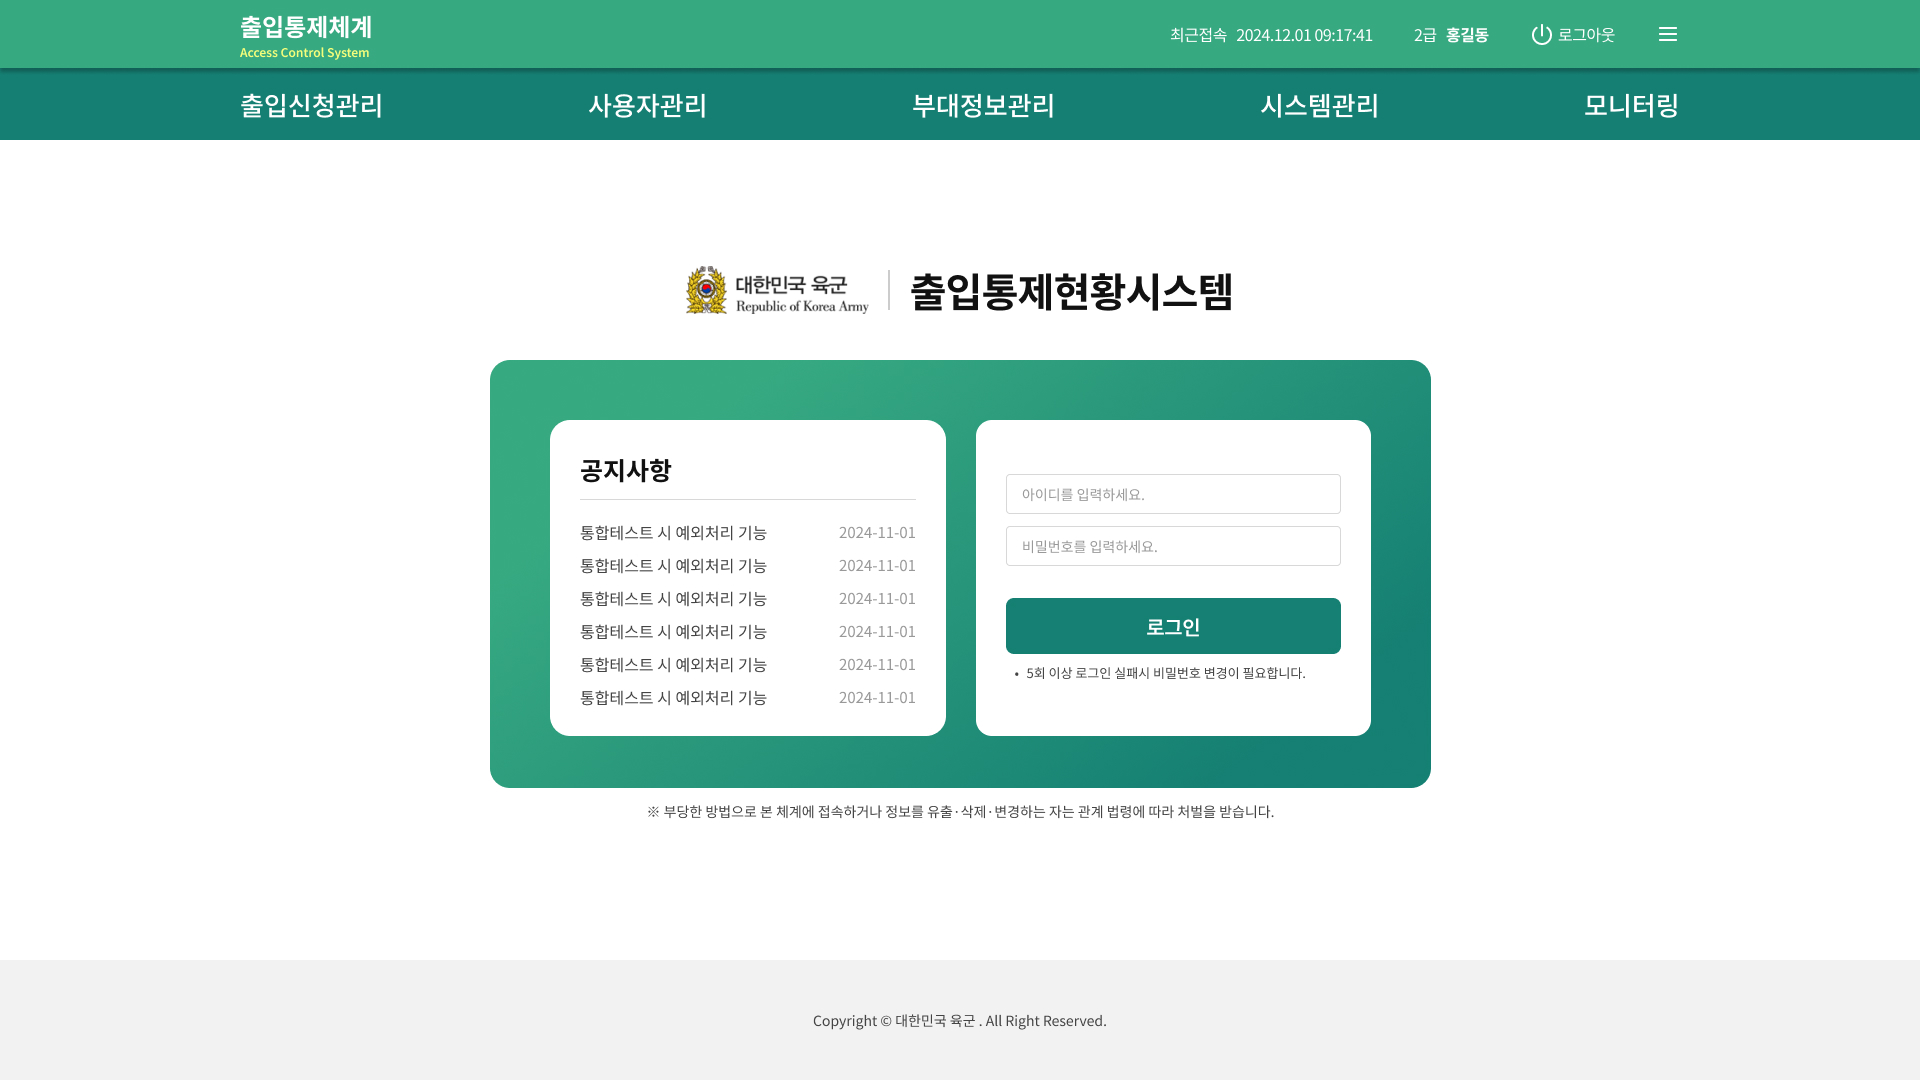 출입통제체계
Access Control System
최근접속 2024.12.01 09:17:41 2급 홍길동 로그아웃
출입신청관리 사용자관리 부대정보관리 시스템관리 모니터링
대한민국 육군
Republic of Korea Army
출입통제현황시스템
공지사항
통합테스트 시 예외처리 기능 2024-11-01
통합테스트 시 예외처리 기능 2024-11-01
통합테스트 시 예외처리 기능 2024-11-01
통합테스트 시 예외처리 기능 2024-11-01
통합테스트 시 예외처리 기능 2024-11-01
통합테스트 시 예외처리 기능 2024-11-01
아이디를 입력하세요.
비밀번호를 입력하세요.
로그인
• 5회 이상 로그인 실패시 비밀번호 변경이 필요합니다.
※ 부당한 방법으로 본 체계에 접속하거나 정보를 유출·삭제·변경하는 자는 관계 법령에 따라 처벌을 받습니다.
Copyright © 대한민국 육군 . All Right Reserved.